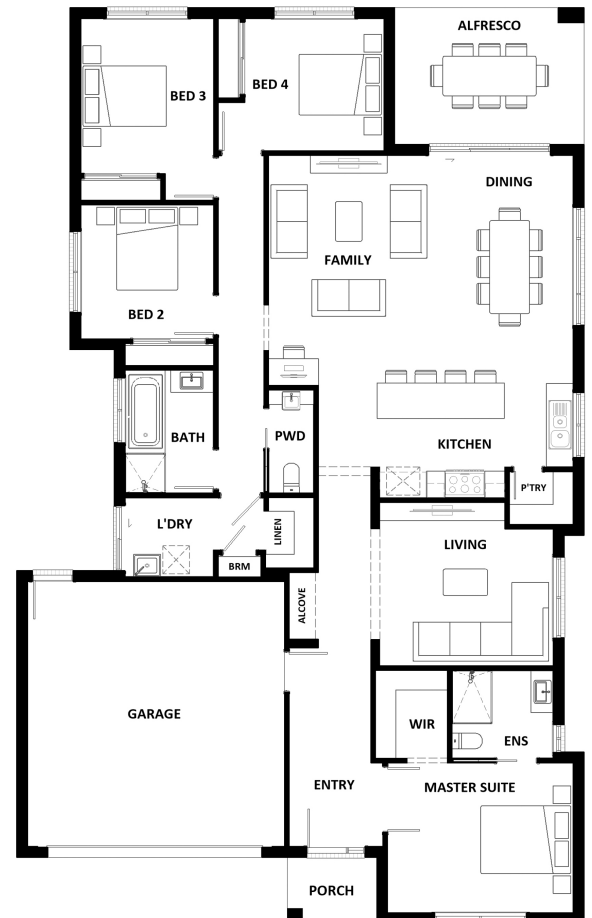 ALFRESCO
BED 3
BED 4
DINING
FAMILY
BED 2
BATH
PWD
KITCHEN
P'TRY
L'DRY
LINEN
LIVING
BRM
ALCOVE
GARAGE
WIR
ENS
ENTRY
MASTER SUITE
PORCH